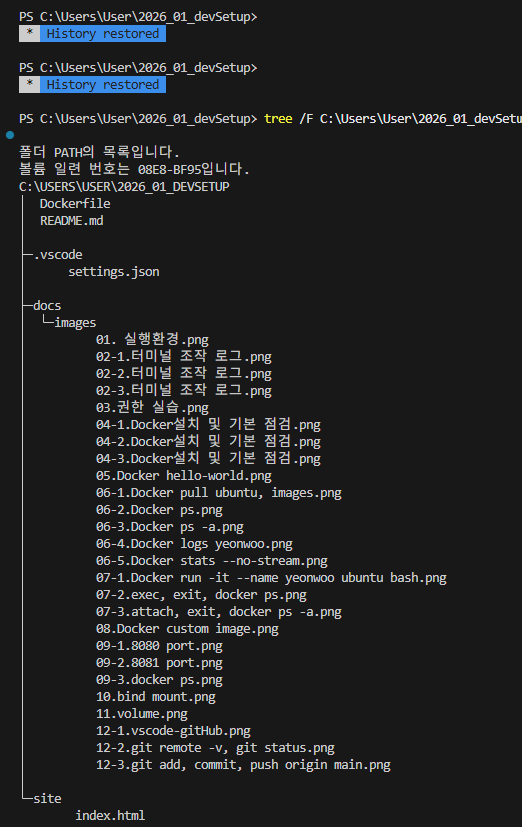 PS C:\Users\User\2026_01_devSetup>
* History restored
PS C:\Users\User\2026_01_devSetup>
* History restored
PS C:\Users\User\2026_01_devSetup> tree /F C:\Users\User\2026_01_devSetu
폴더 PATH의 목록입니다.
볼륨 일련 번호는 08E8-BF95입니다.
C:\USERS\USER\2026_01_DEVSETUP
│  Dockerfile
│  README.md
│
├─.vscode
│      settings.json
│
├─docs
│  └─images
│          01. 실행환경.png
│          02-1.터미널 조작 로그.png
│          02-2.터미널 조작 로그.png
│          02-3.터미널 조작 로그.png
│          03.권한 실습.png
│          04-1.Docker설치 및 기본 점검.png
│          04-2.Docker설치 및 기본 점검.png
│          04-3.Docker설치 및 기본 점검.png
│          05.Docker hello-world.png
│          06-1.Docker pull ubuntu, images.png
│          06-2.Docker ps.png
│          06-3.Docker ps -a.png
│          06-4.Docker logs yeonwoo.png
│          06-5.Docker stats --no-stream.png
│          07-1.Docker run -it --name yeonwoo ubuntu bash.png
│          07-2.exec, exit, docker ps.png
│          07-3.attach, exit, docker ps -a.png
│          08.Docker custom image.png
│          09-1.8080 port.png
│          09-2.8081 port.png
│          09-3.docker ps.png
│          10.bind mount.png
│          11.volume.png
│          12-1.vscode-gitHub.png
│          12-2.git remote -v, git status.png
│          12-3.git add, commit, push origin main.png
│
└─site
        index.html